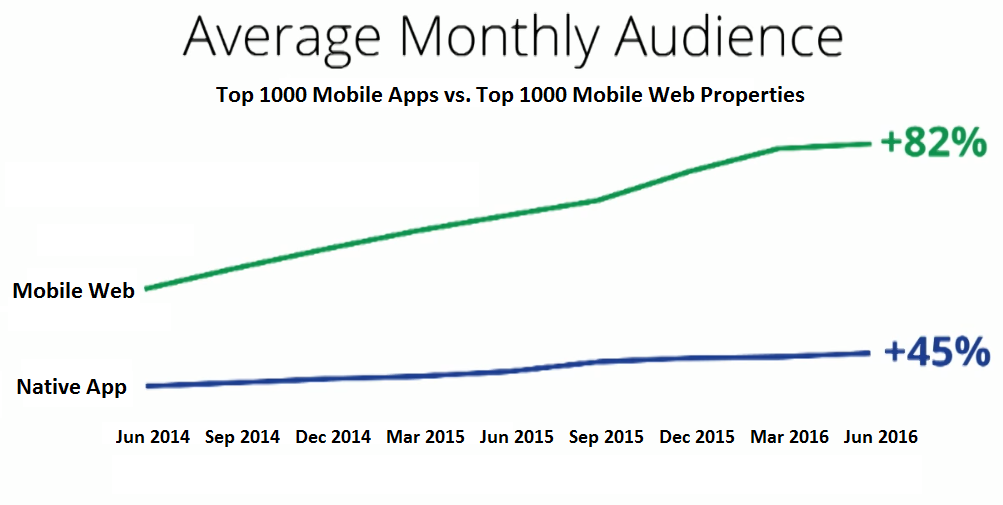 Average Monthly Audience
Top 1000 Mobile Apps vs. Top 1000 Mobile Web Properties
+82%
Mobile Web
+45%
Native App
Jun 2014 Sep 2014 Dec 2014 Mar 2015 Jun 2015 Sep 2015 Dec 2015 Mar 2016 Jun 2016